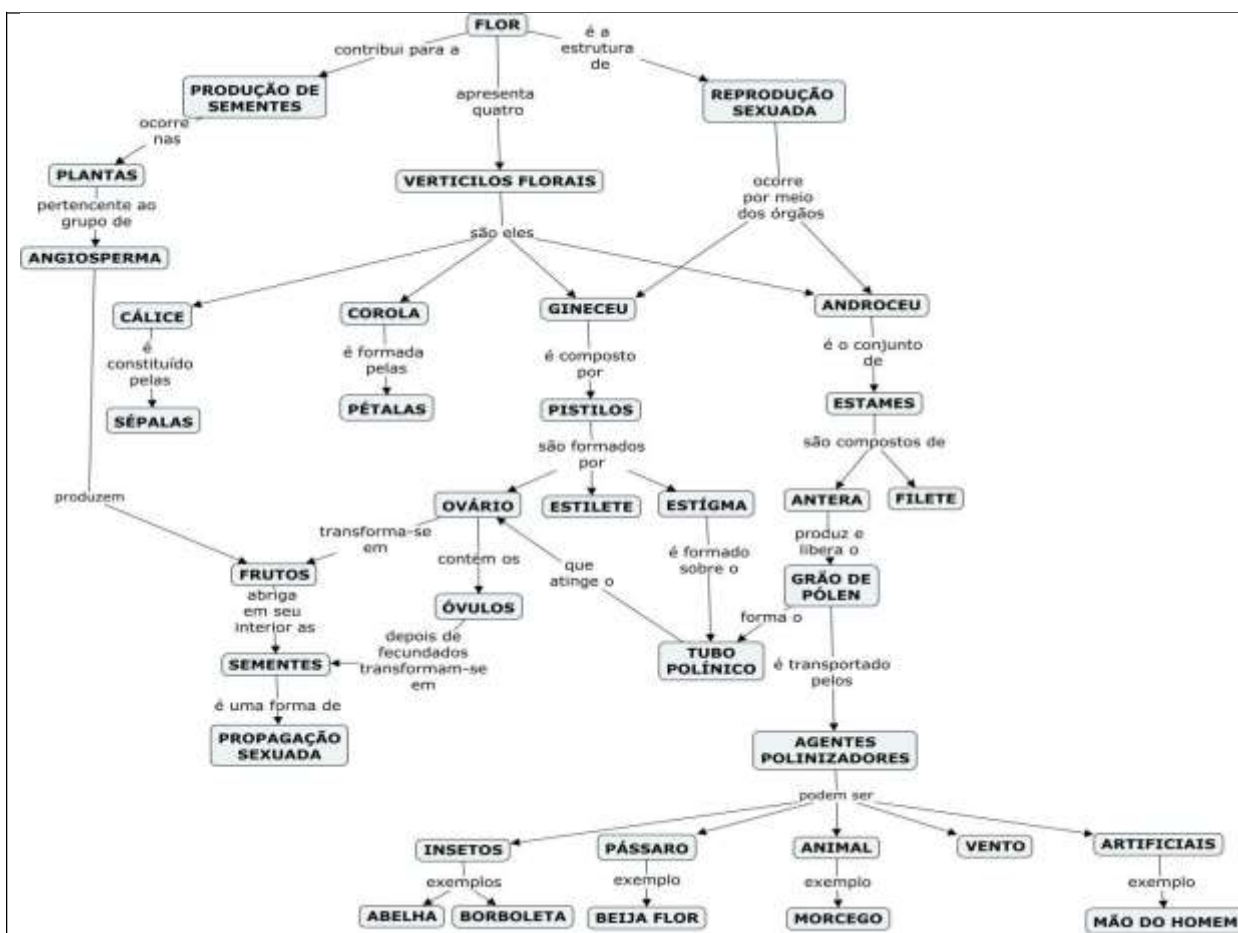 FLOR
contribui para a
é a
estrutura
de
PRODUÇÃO DE
SEMENTES
apresenta
quatro
REPRODUÇÃO
SEXUADA
ocorre
nas
PLANTAS
VERTICILOS FLORAIS
ocorre
por meio
dos órgãos
pertencente ao
grupo de
são eles
ANGIOSPERMA
CÁLICE
COROLA
GINECEU
ANDROCEU
é
constituído
pelas
é formada
pelas
é composto
por
é o conjunto
de
SÉPALAS
PÉTALAS
PISTILOS
ESTAMES
são formados
por
são compostos de
produzem
OVÁRIO
ESTILETE
ESTÍGMA
ANTERA
FILETE
transforma-se
em
contém os
que
atinge o
é formado
sobre o
produz e
libera o
FRUTOS
GRÃO DE
PÓLEN
abriga
em seu
interior as
ÓVULOS
forma o
depois de
fecundados
transformam-se
em
SEMENTES
TUBO
POLÍNICO
é transportado
pelos
é uma forma de
PROPAGAÇÃO
SEXUADA
AGENTES
POLINIZADORES
podem ser
INSETOS
PÁSSARO
ANIMAL
VENTO
ARTIFICIAIS
exemplos
exemplo
exemplo
exemplo
ABELHA
BORBOLETA
BEIJA FLOR
MORCEGO
MÃO DO HOMEM